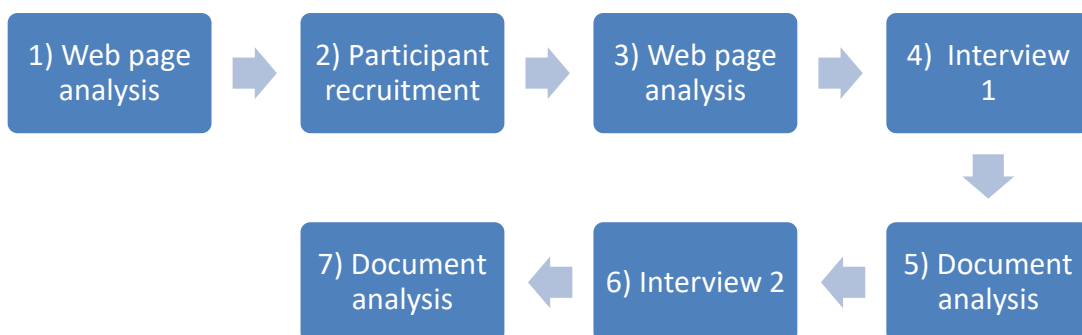 1) Web page
analysis
2) Participant
recruitment
3) Web page
analysis
4) Interview
1
5) Document
analysis
6) Interview 2
7) Document
analysis